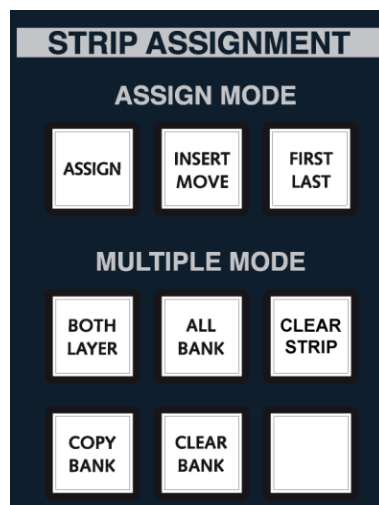 STRIP ASSIGNMENT
ASSIGN MODE
ASSIGN
INSERT
MOVE
FIRST
LAST
MULTIPLE MODE
BOTH
LAYER
ALL
BANK
CLEAR
STRIP
COPY
BANK
CLEAR
BANK